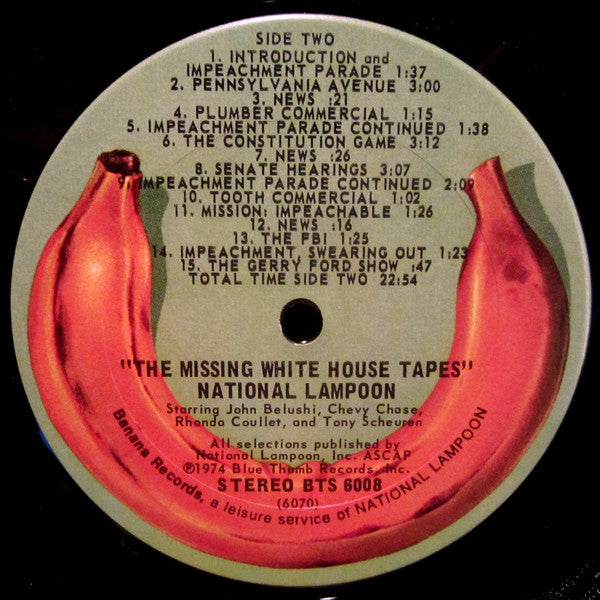 SIDE TWO
1. INTRODUCTION and
IMPEACHMENT PARADE 1:37
2. PENNSYLVANIA AVENUE 3:00
3. NEWS :21
4. PLUMBER COMMERCIAL 1:15
5. IMPEACHMENT PARADE CONTINUED 1:38
6. THE CONSTITUTION GAME 3:12
7. NEWS :26
8. SENATE HEARINGS 3:07
9. IMPEACHMENT PARADE CONTINUED 2:09
10. TOOTH COMMERCIAL 1:02
11. MISSION: IMPEACHABLE 1:26
12. NEWS :16
13. THE FBI 1:25
14. IMPEACHMENT, SWEARING OUT 1:23
15. THE GERRY FORD SHOW :47
TOTAL TIME SIDE TWO 22:54
"THE MISSING WHITE HOUSE TAPES"
NATIONAL LAMPOON
Starring John Belushi, Chevy Chase,
Rhonda Coullet, and Tony Scheuren
All selections published by
National Lampoon, Inc. ASCAP
℗1974 Blue Thumb Records, Inc.
STEREO BTS 6008
(6070)
Banana Records, a leisure service of NATIONAL LAMPOON